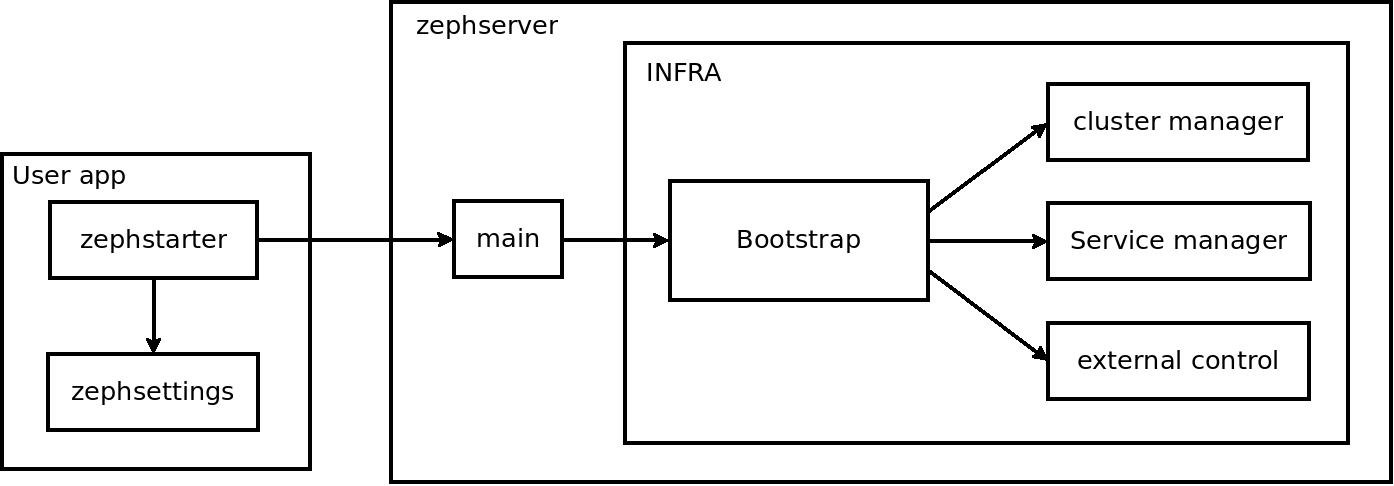 zephserver
INFRA
cluster manager
User app
zephstarter
main
Bootstrap
Service manager
external control
zephsettings